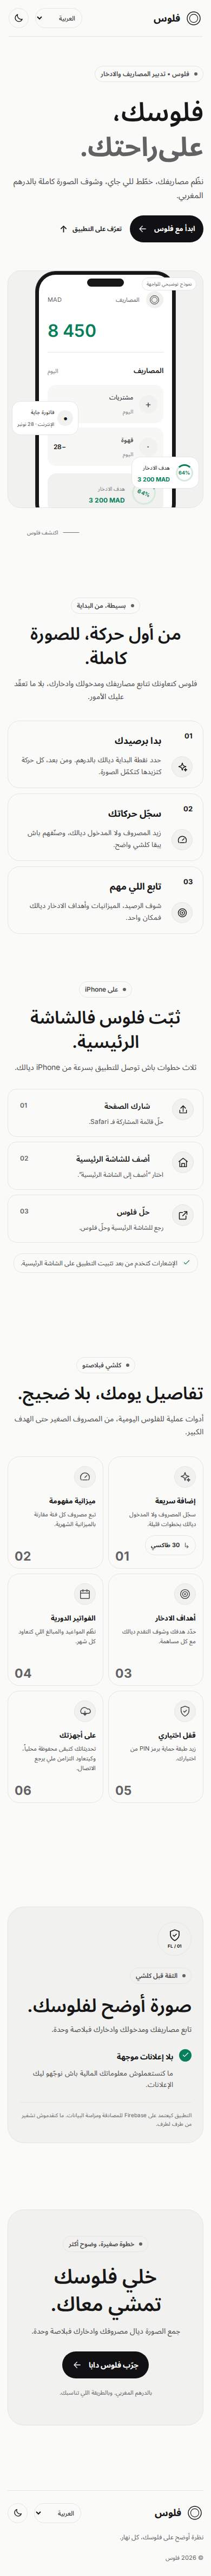 فلوس
العربية
فلوس • تدبير المصاريف والادخار
فلوسك،
على راحتك.
نظّم مصاريفك، خطّط للي جاي، وشوف الصورة كاملة بالدرهم
المغربي.
ابدأ مع فلوس
تعرّف على التطبيق
نموذج توضيحي للواجهة
المصاريف
MAD
8 450
المصاريف
اليوم
مشتريات
اليوم
فاتورة جاية
الإنترنت · 28 يونيو
قهوة
اليوم
−28
هدف الادخار
3 200 MAD
64%
هدف الادخار
3 200 MAD
64%
اكتشف فلوس
بسيطة، من البداية
من أول حركة، للصورة
كاملة.
فلوس كتعاونك تتابع مصاريفك ومدخولك وادخارك، بلا ما تعقّد
عليك الأمور.
01
بدا برصيدك
حدد نقطة البداية ديالك بالدرهم. ومن بعد، كل حركة
كتزيدها كتكمّل الصورة.
02
سجّل حركاتك
زيد المصروف ولا المدخول ديالك، وصنّفهم باش
يبقا كلشي واضح.
03
تابع اللي مهم
شوف الرصيد، الميزانيات وأهداف الادخار ديالك
فمكان واحد.
على iPhone
ثبّت فلوس فالشاشة
الرئيسية.
ثلاث خطوات باش توصل للتطبيق بسرعة من iPhone ديالك.
شارك الصفحة
01
حلّ قائمة المشاركة فـ Safari.
أضف للشاشة الرئيسية
02
اختار "أضف إلى الشاشة الرئيسية".
حلّ فلوس
03
رجع للشاشة الرئيسية وحلّ فلوس.
الإشعارات كتخدم من بعد تثبيت التطبيق على الشاشة الرئيسية.
كلشي فبلاصتو
تفاصيل يومك، بلا ضجيج.
أدوات عملية للفلوس اليومية، من المصروف الصغير حتى للهدف
الكبير.
إضافة سريعة
سجّل المصروف ولا المدخول
ديالك بخطوات قليلة.
30 طاكسي
01
ميزانية مفهومة
تبع مصروف كل فئة مقارنة
بالميزانية الشهرية.
02
أهداف الادخار
حدّد هدفك وشوف التقدم ديالك
مع كل مساهمة.
03
الفواتير الدورية
نظّم المواعيد والمبالغ اللي كتعاود
كل شهر.
04
قفل اختياري
زيد طبقة حماية برمز PIN من
اختيارك.
05
على أجهزتك
تحديثاتك كتبقى محفوظة محلياً،
وكيتعاود التزامن ملي يرجع
الاتصال.
06
FL / 01
الثقة قبل كلشي
صورة أوضح لفلوسك.
تابع مصاريفك ومدخولك وادخارك فبلاصة وحدة.
بلا إعلانات موجهة
ما كنستعملوش معلوماتك المالية باش نوجّهو ليك
الإعلانات.
التطبيق كيعتمد على Firebase للمصادقة ومزامنة البيانات. ما كتقدموش تشفير
من طرف لطرف.
خطوة صغيرة، وضوح أكثر
خلي فلوسك
تمشي معاك.
جمع الصورة ديال مصروفك وادخارك فبلاصة وحدة.
جرّب فلوس دابا
بالدرهم المغربي. وبالطريقة اللي تناسبك.
فلوس
العربية
نظرة أوضح على فلوسك، كل نهار.
© 2026 فلوس